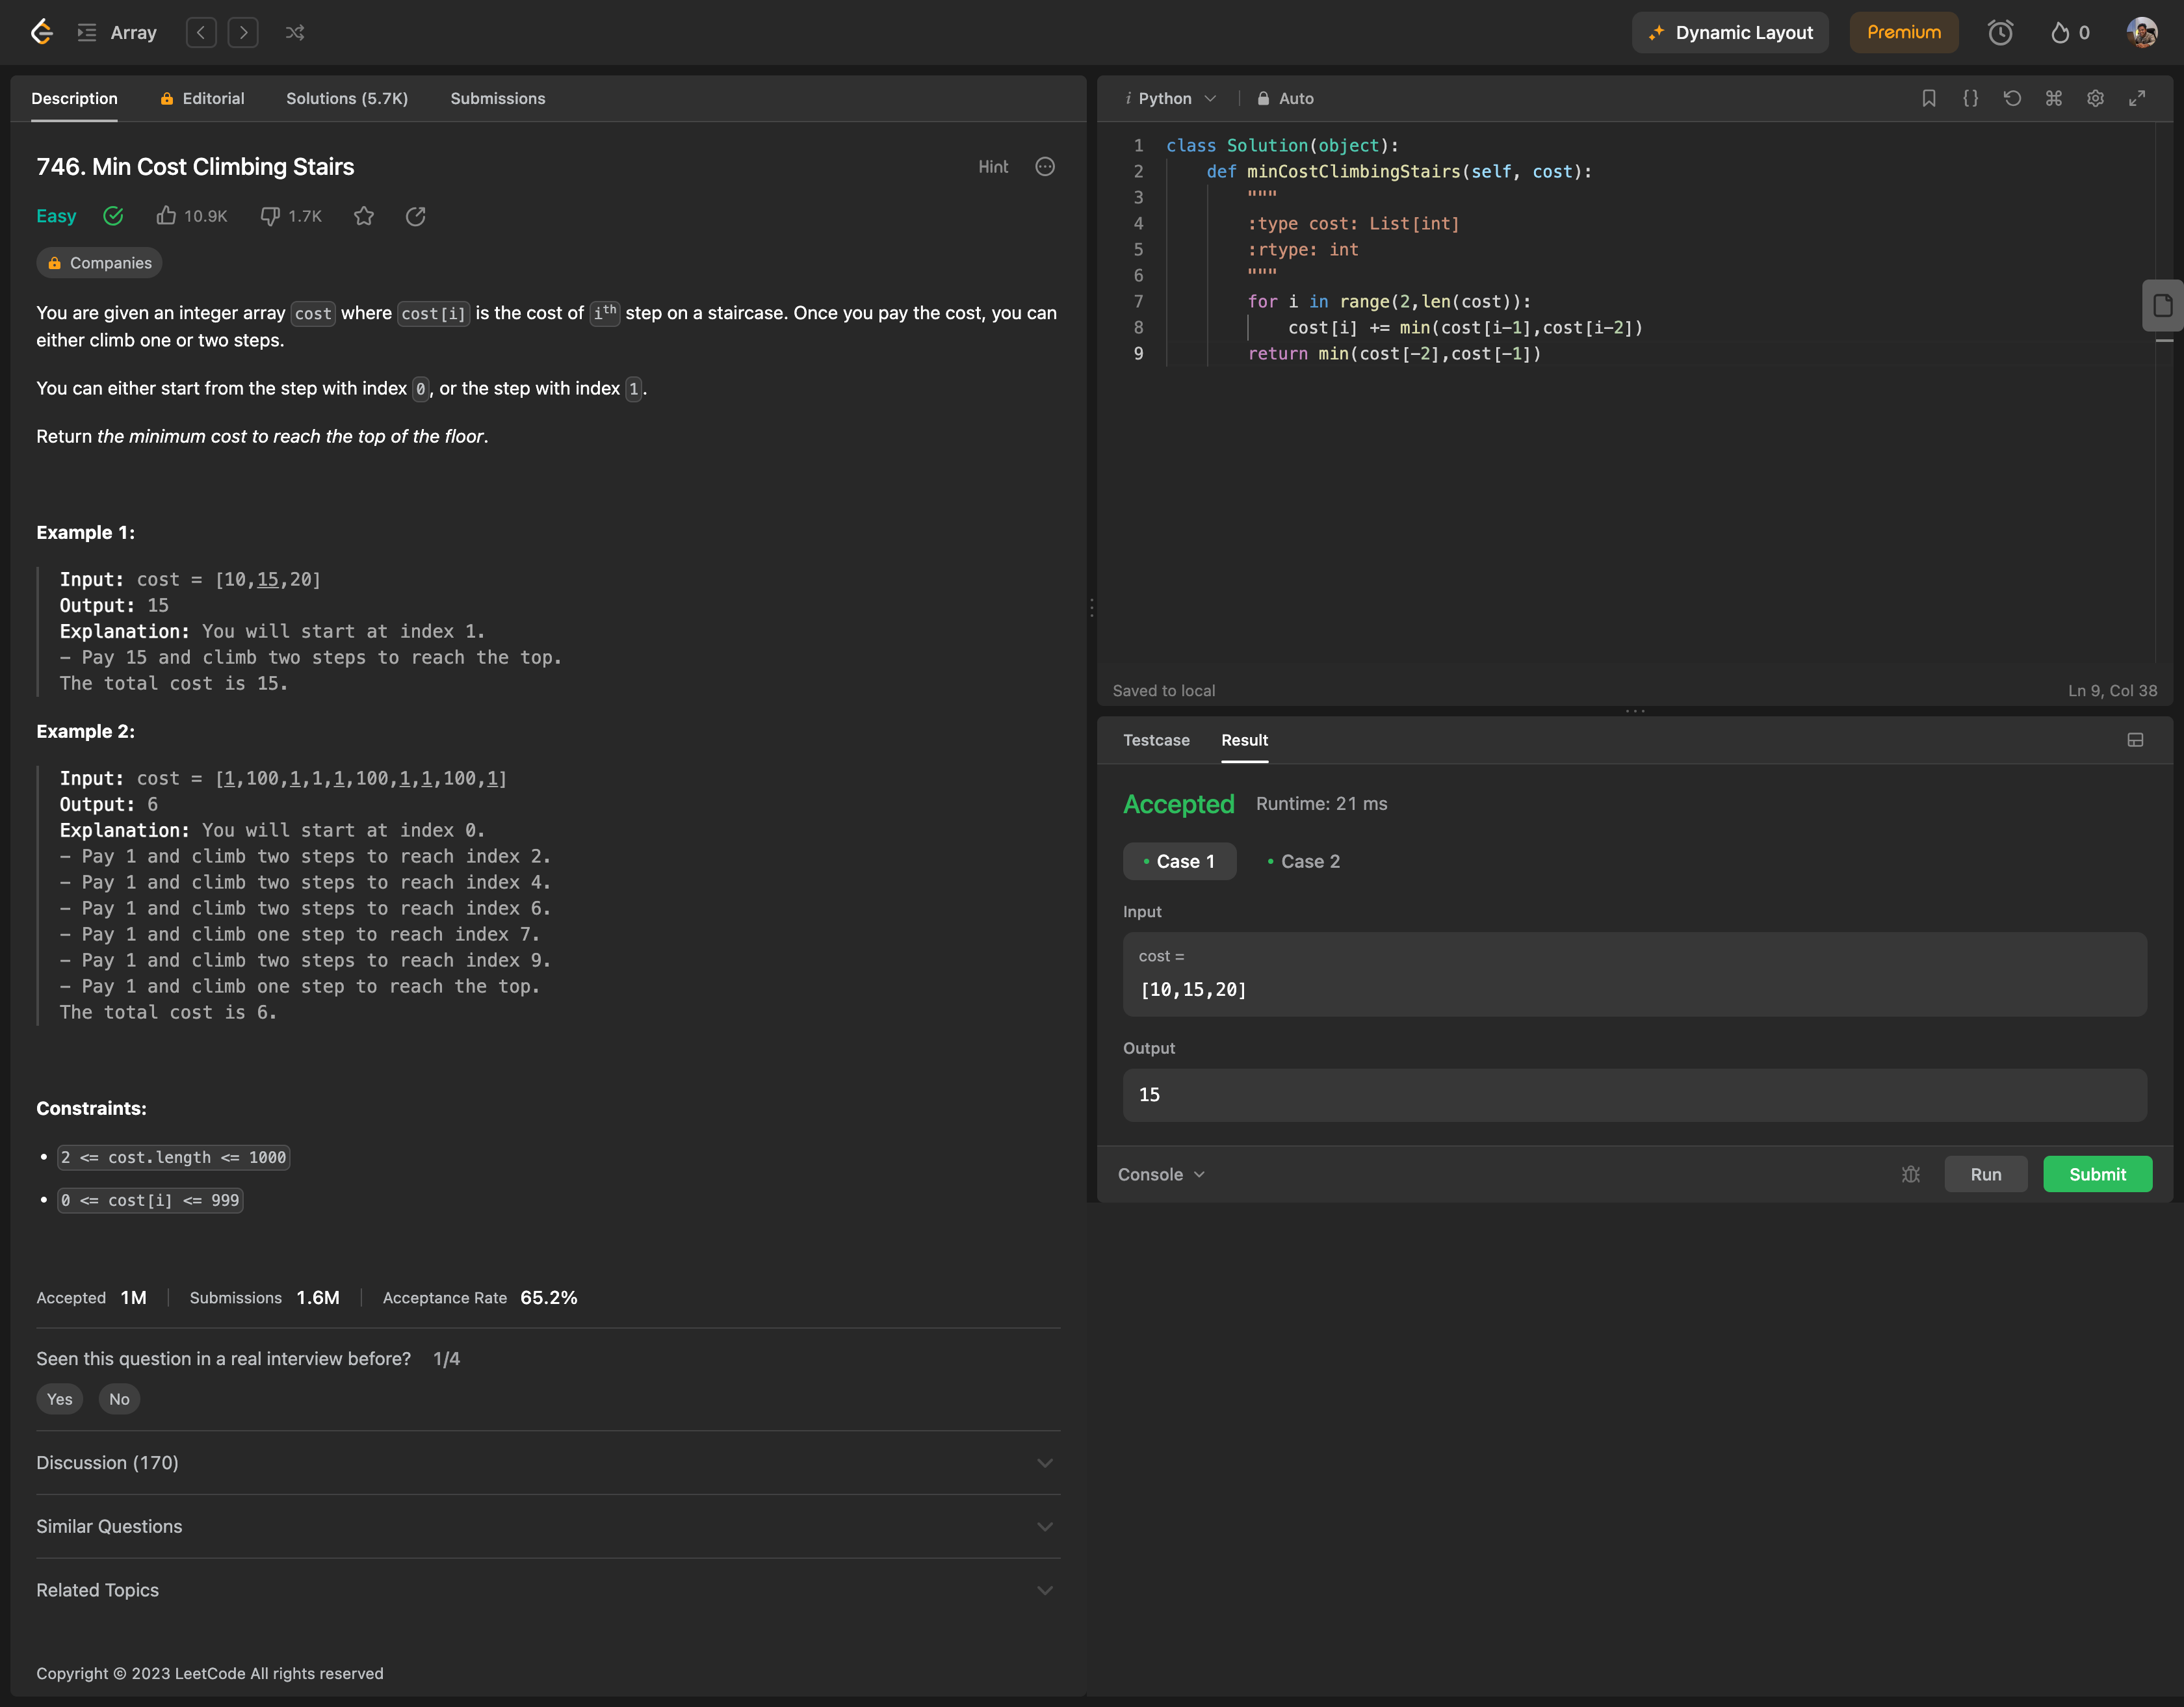 Array
Dynamic Layout
Premium
0
Description
Editorial
Solutions (5.7K)
Submissions
746. Min Cost Climbing Stairs
Hint
Easy
10.9K
1.7K
Companies
You are given an integer array cost where cost[i] is the cost of ith step on a staircase. Once you pay the cost, you can
either climb one or two steps.
You can either start from the step with index 0, or the step with index 1.
Return the minimum cost to reach the top of the floor.
Example 1:
Input: cost = [10,15,20]
Output: 15
Explanation: You will start at index 1.
- Pay 15 and climb two steps to reach the top.
The total cost is 15.
Example 2:
Input: cost = [1,100,1,1,1,100,1,1,100,1]
Output: 6
Explanation: You will start at index 0.
- Pay 1 and climb two steps to reach index 2.
- Pay 1 and climb two steps to reach index 4.
- Pay 1 and climb two steps to reach index 6.
- Pay 1 and climb one step to reach index 7.
- Pay 1 and climb two steps to reach index 9.
- Pay 1 and climb one step to reach the top.
The total cost is 6.
Constraints:
• 2 <= cost.length <= 1000
• 0 <= cost[i] <= 999
Accepted 1M
Submissions 1.6M
Acceptance Rate 65.2%
Seen this question in a real interview before? 1/4
Yes
No
Discussion (170)
Similar Questions
Related Topics
Copyright © 2023 LeetCode All rights reserved
i Python
Auto
1 class Solution(object):
2     def minCostClimbingStairs(self, cost):
3         """
4         :type cost: List[int]
5         :rtype: int
6         """
7         for i in range(2,len(cost)):
8             cost[i] += min(cost[i-1],cost[i-2])
9         return min(cost[-2],cost[-1])
Saved to local
Ln 9, Col 38
Testcase
Result
Accepted
Runtime: 21 ms
• Case 1
• Case 2
Input
cost =
[10,15,20]
Output
15
Console
Run
Submit